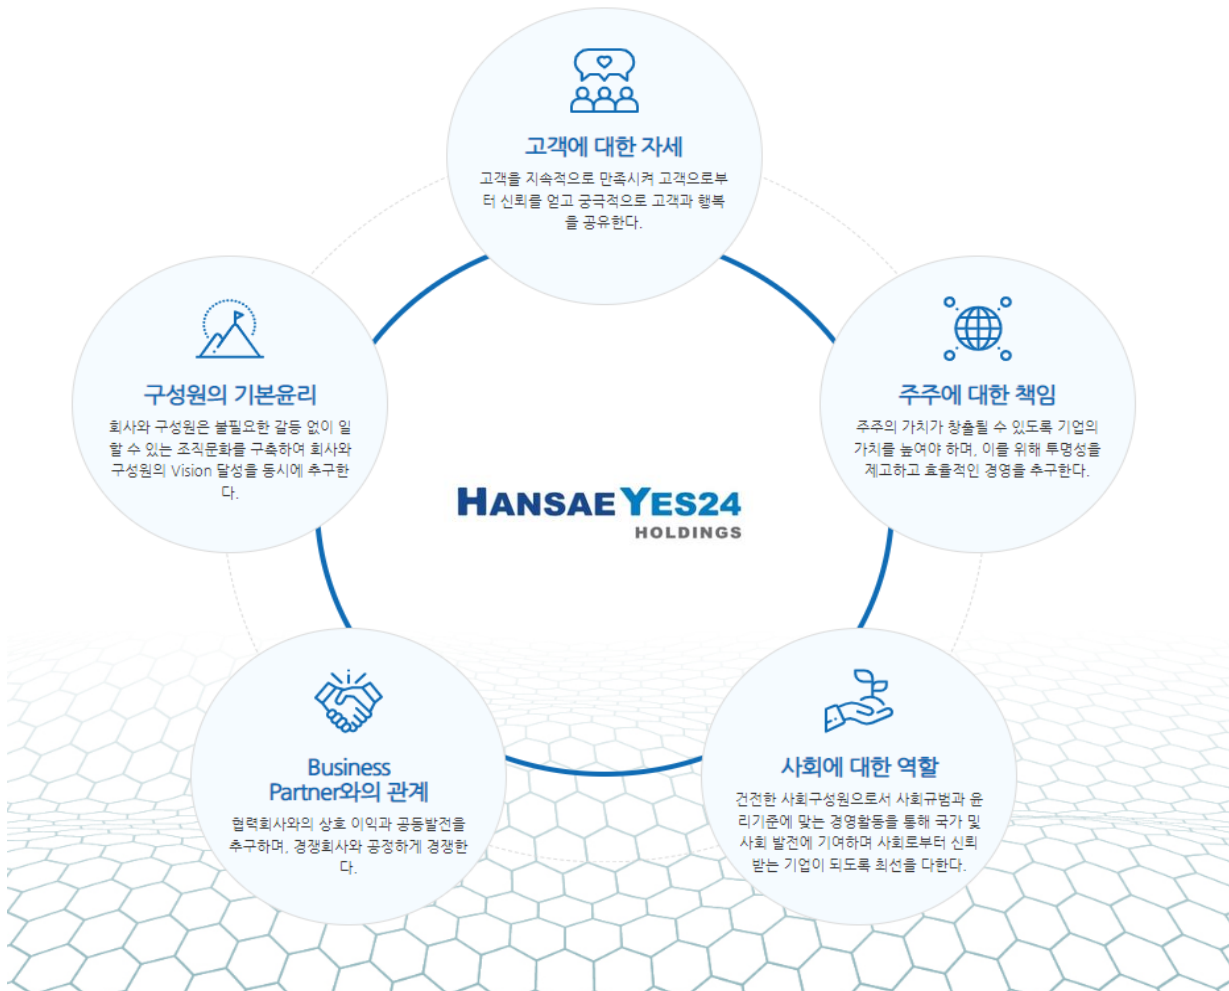 고객에 대한 자세
고객을 지속적으로 만족시켜 고객으로부
터 신뢰를 얻고 궁극적으로 고객과 행복
을 공유한다.
구성원의 기본윤리
회사와 구성원은 불필요한 갈등 없이 일
할 수 있는 조직문화를 구축하여 회사와
구성원의 Vision 달성을 동시에 추구한
다.
주주에 대한 책임
주주의 가치가 창출될 수 있도록 기업의
가치를 높여야 하며, 이를 위해 투명성을
제고하고 효율적인 경영을 추구한다.
HANSAE YES24
HOLDINGS
Business
Partner와의 관계
협력회사와의 상호 이익과 공동발전을
추구하며, 경쟁회사와 공정하게 경쟁한
다.
사회에 대한 역할
건전한 사회구성원으로서 사회규범과 윤
리기준에 맞는 경영활동을 통해 국가 및
사회 발전에 기여하며 사회로부터 신뢰
받는 기업이 되도록 최선을 다한다.